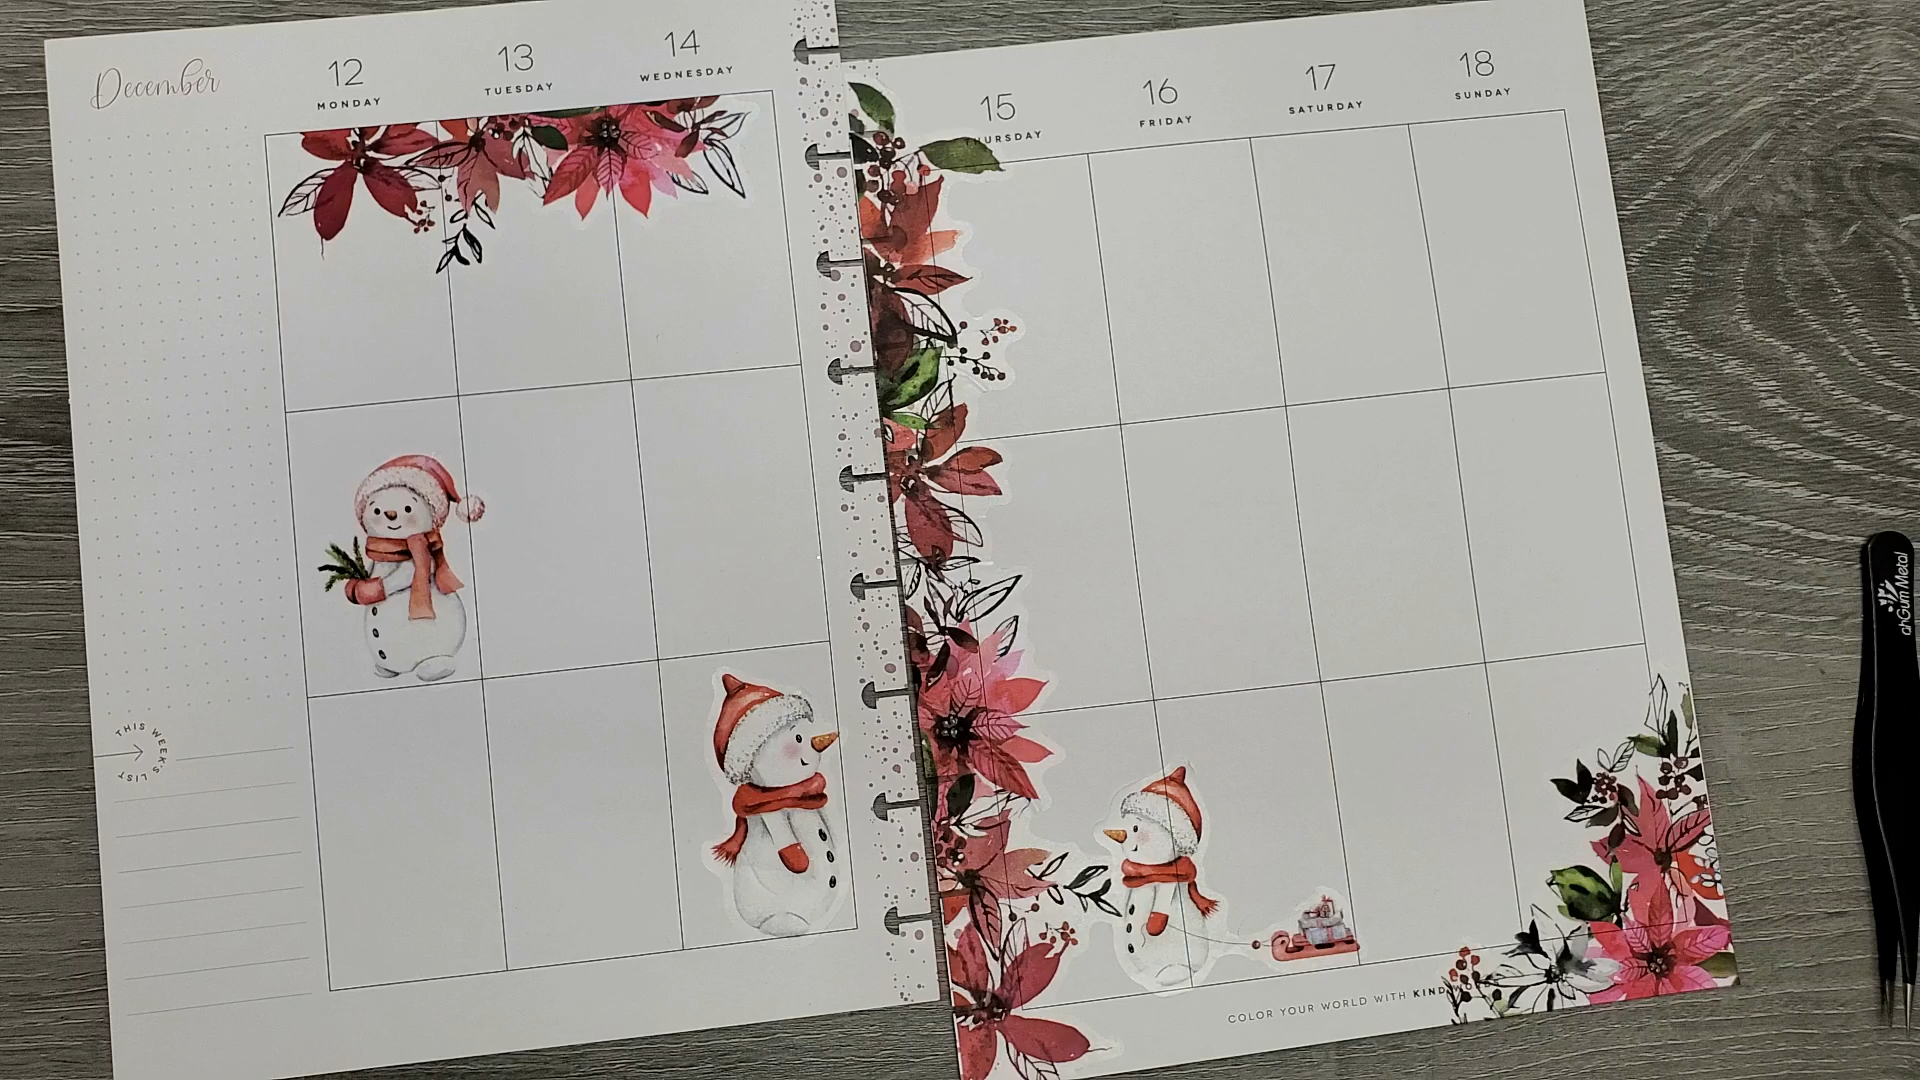 December
12
MONDAY
13
TUESDAY
14
WEDNESDAY
15
HURSDAY
16
FRIDAY
17
SATURDAY
18
SUNDAY
THIS WEEK'S LIST
COLOR YOUR WORLD WITH KIND
ahGum Metal